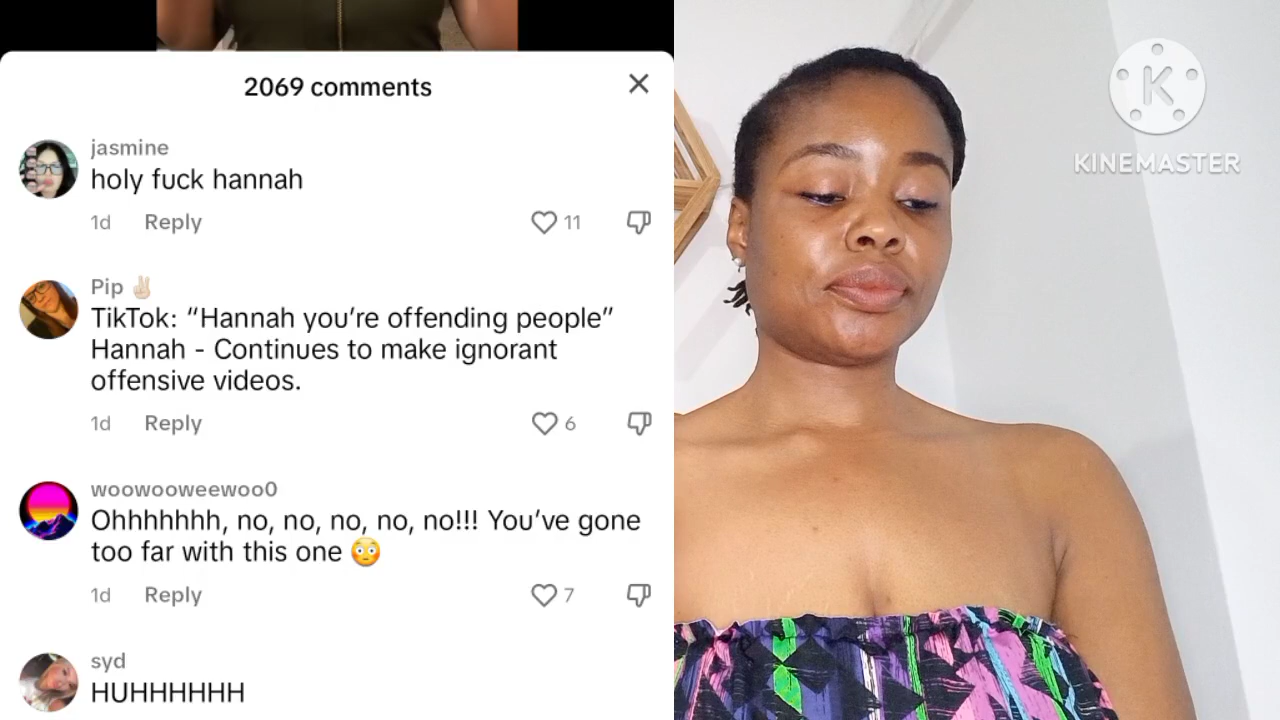 2069 comments
jasmine
holy fuck hannah
1d Reply 11
Pip ✌🏻
TikTok: “Hannah you’re offending people”
Hannah - Continues to make ignorant
offensive videos.
1d Reply 6
woowooweewoo0
Ohhhhhhh, no, no, no, no, no!!! You’ve gone
too far with this one 😳
1d Reply 7
syd
HUHHHHHH
K
KINEMASTER